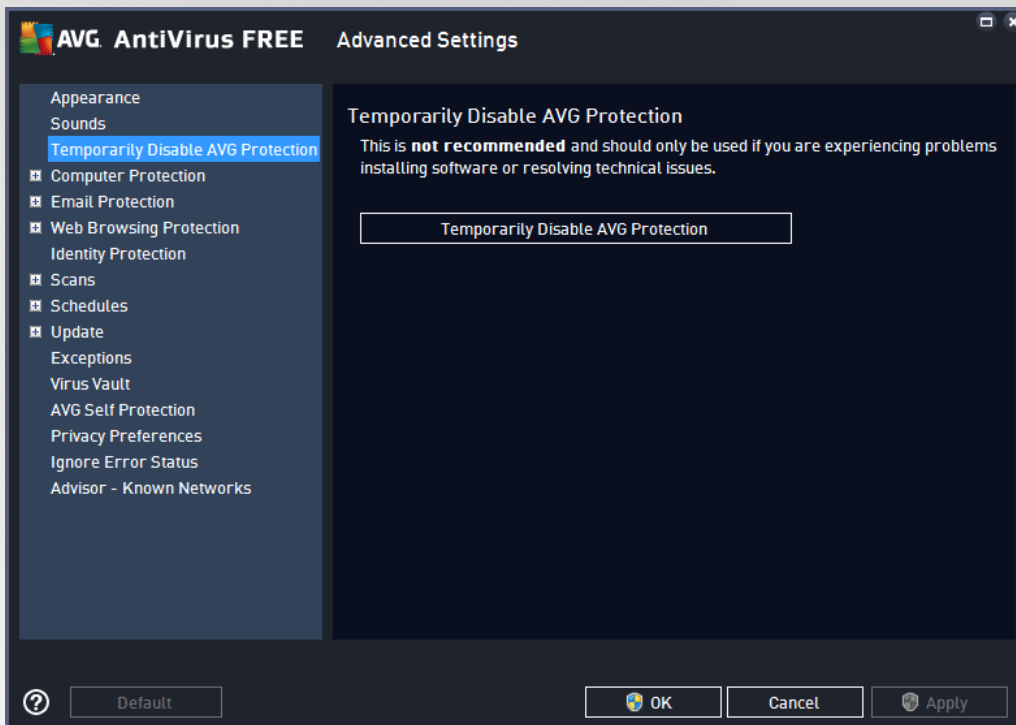 AVG AntiVirus FREE Advanced Settings
Appearance
Sounds
Temporarily Disable AVG Protection
Computer Protection
Email Protection
Web Browsing Protection
Identity Protection
Scans
Schedules
Update
Exceptions
Virus Vault
AVG Self Protection
Privacy Preferences
Ignore Error Status
Advisor - Known Networks
Temporarily Disable AVG Protection
This is not recommended and should only be used if you are experiencing problems
installing software or resolving technical issues.
Temporarily Disable AVG Protection
Default
OK
Cancel
Apply